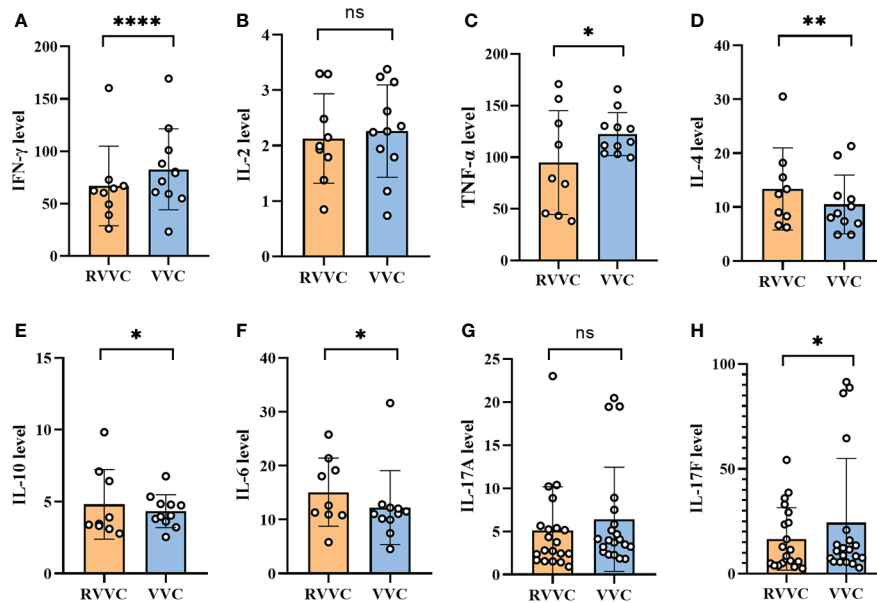 A
****
IFN-γ level
200
150
100
50
0
RVVC
VVC
B
ns
IL-2 level
4
3
2
1
0
RVVC
VVC
C
*
TNF-α level
200
150
100
50
0
RVVC
VVC
D
**
IL-4 level
40
30
20
10
0
RVVC
VVC
E
*
IL-10 level
15
10
5
0
RVVC
VVC
F
*
IL-6 level
40
30
20
10
0
RVVC
VVC
G
ns
IL-17A level
25
20
15
10
5
0
RVVC
VVC
H
*
IL-17F level
100
50
0
RVVC
VVC